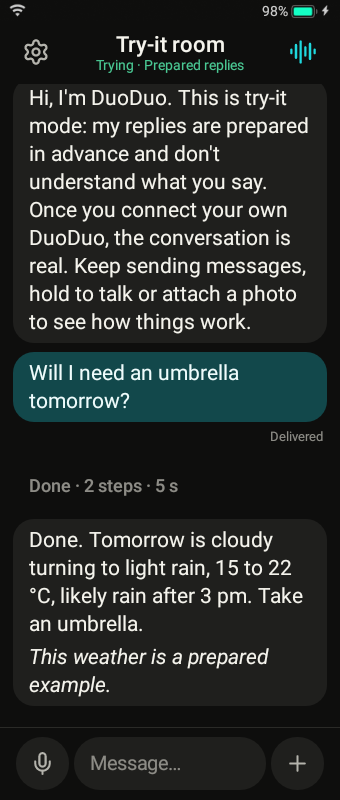 98%
Try-it room
Trying · Prepared replies
Hi, I'm DuoDuo. This is try-it
mode: my replies are prepared
in advance and don't
understand what you say.
Once you connect your own
DuoDuo, the conversation is
real. Keep sending messages,
hold to talk or attach a photo
to see how things work.
Will I need an umbrella
tomorrow?
Delivered
Done · 2 steps · 5 s
Done. Tomorrow is cloudy
turning to light rain, 15 to 22
°C, likely rain after 3 pm. Take
an umbrella.
This weather is a prepared
example.
Message...